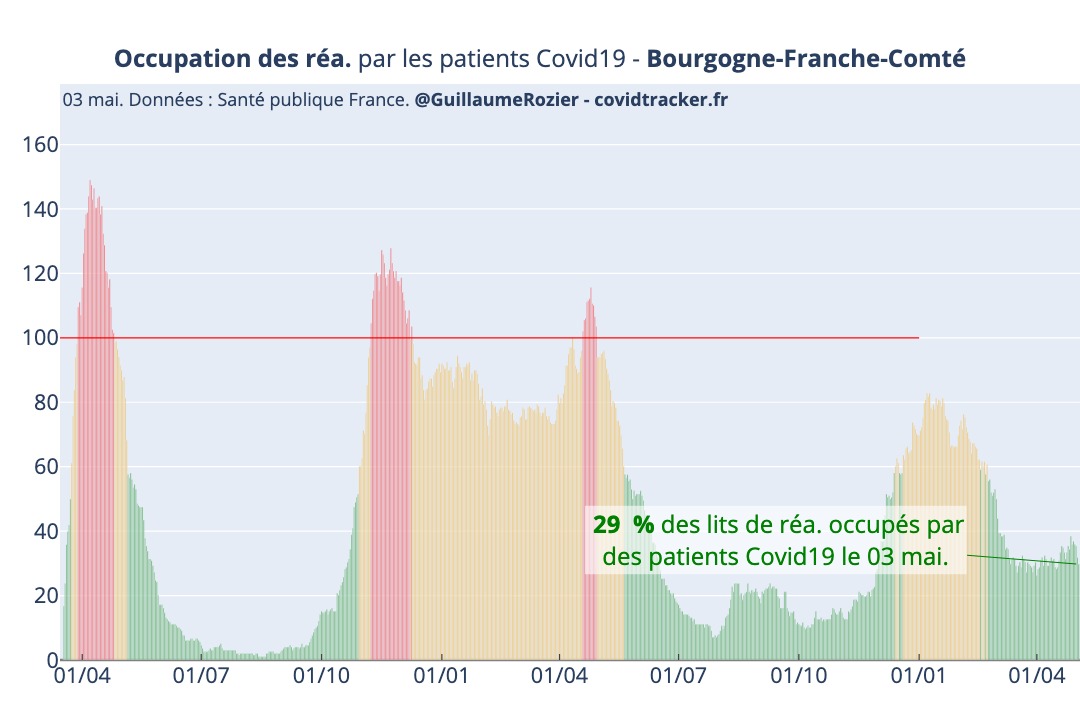 Occupation des réa. par les patients Covid19 - Bourgogne-Franche-Comté
03 mai. Données : Santé publique France. @GuillaumeRozier - covidtracker.fr
160
140
120
100
80
60
40
20
0
29 % des lits de réa. occupés par
des patients Covid19 le 03 mai.
01/04 01/07 01/10 01/01 01/04 01/07 01/10 01/01 01/04